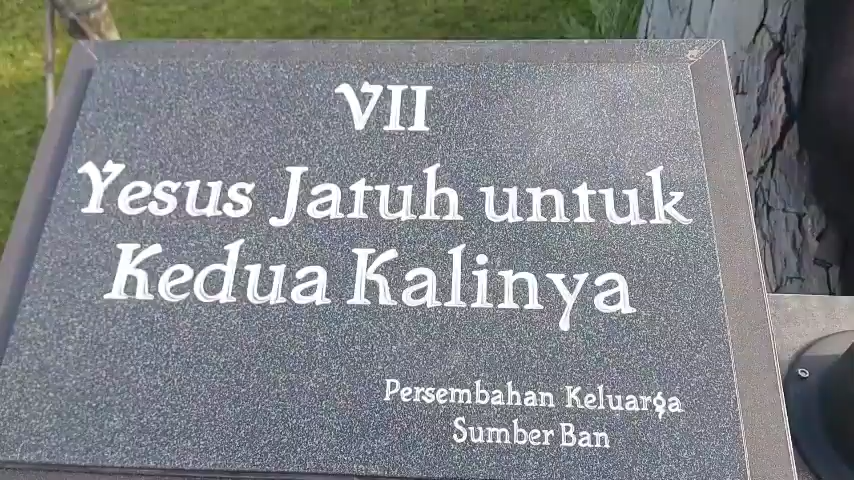 VII
Yesus Jatuh untuk
Kedua Kalinya
Persembahan Keluarga
Sumber Ban